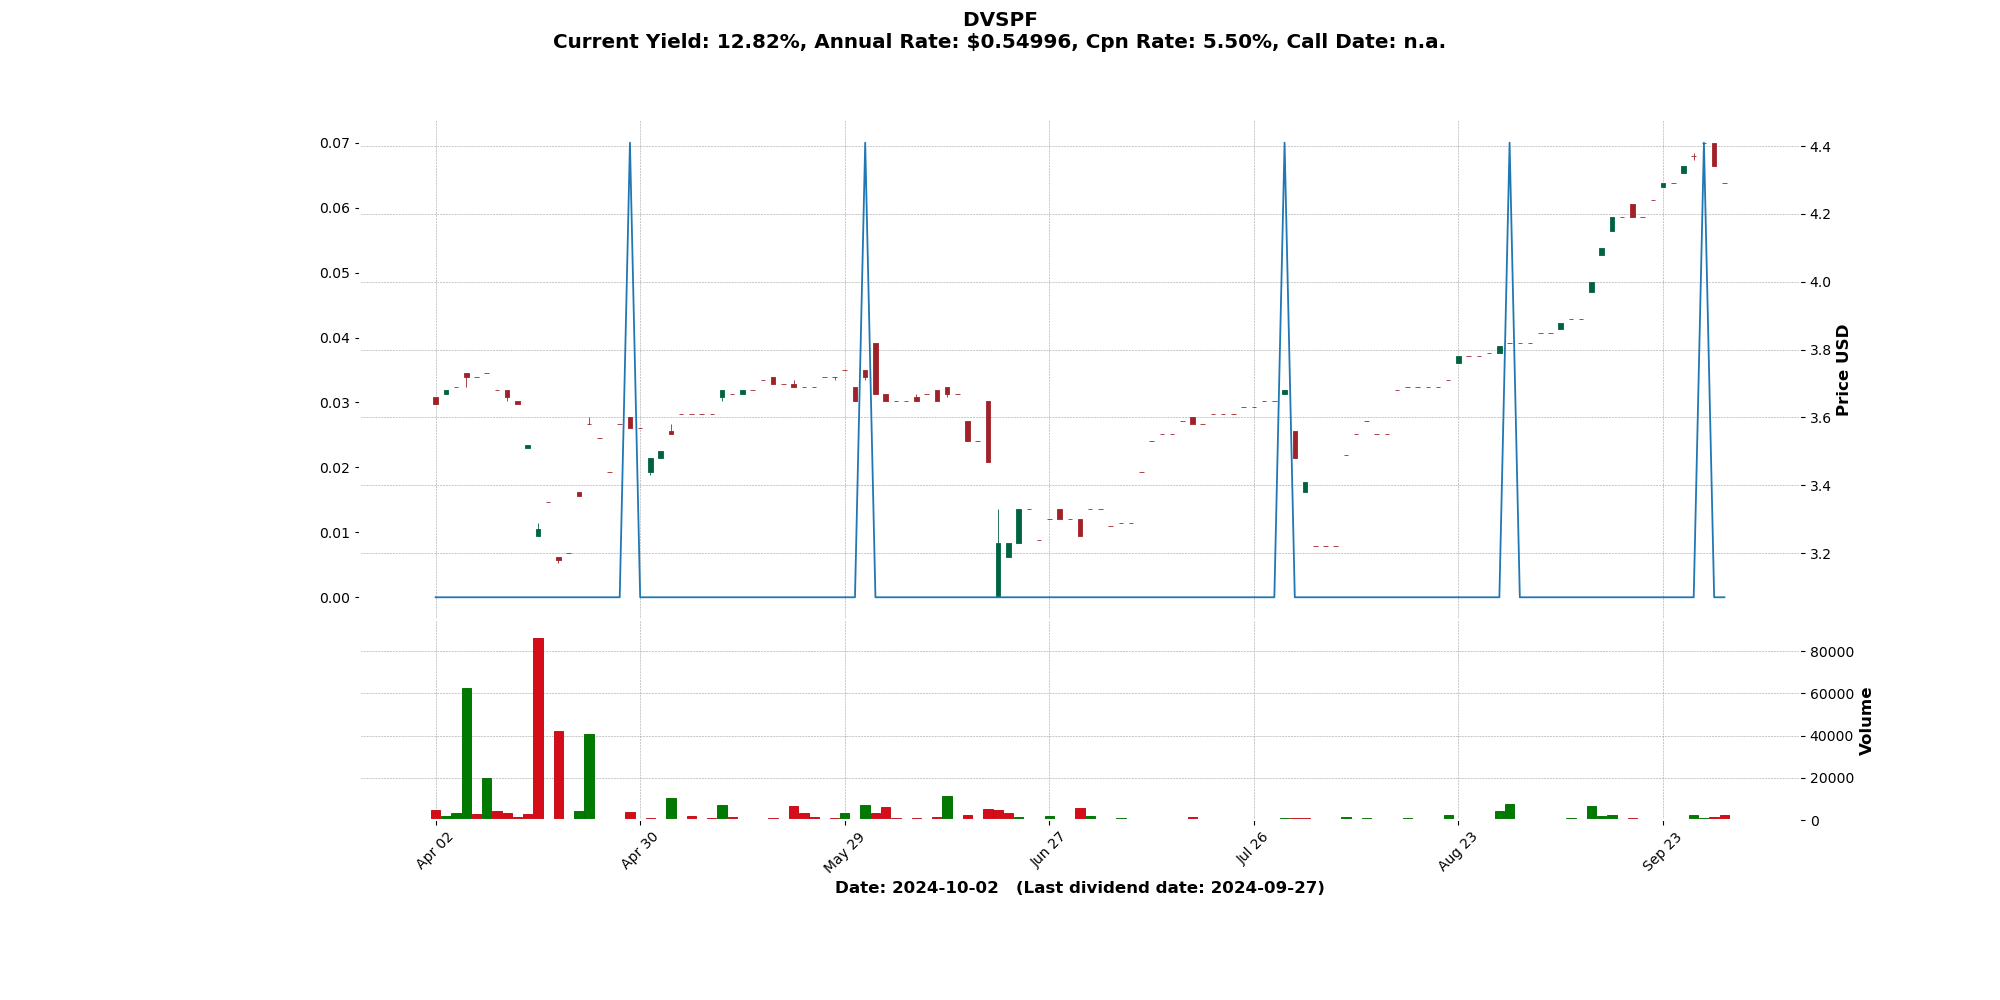 DVSPF
Current Yield: 12.82%, Annual Rate: $0.54996, Cpn Rate: 5.50%, Call Date: n.a.
0.07
0.06
0.05
0.04
0.03
0.02
0.01
0.00
4.4
4.2
4.0
3.8
3.6
3.4
3.2
Price USD
80000
60000
40000
20000
0
Volume
Apr 02
Apr 30
May 29
Jun 27
Jul 26
Aug 23
Sep 23
Date: 2024-10-02 (Last dividend date: 2024-09-27)